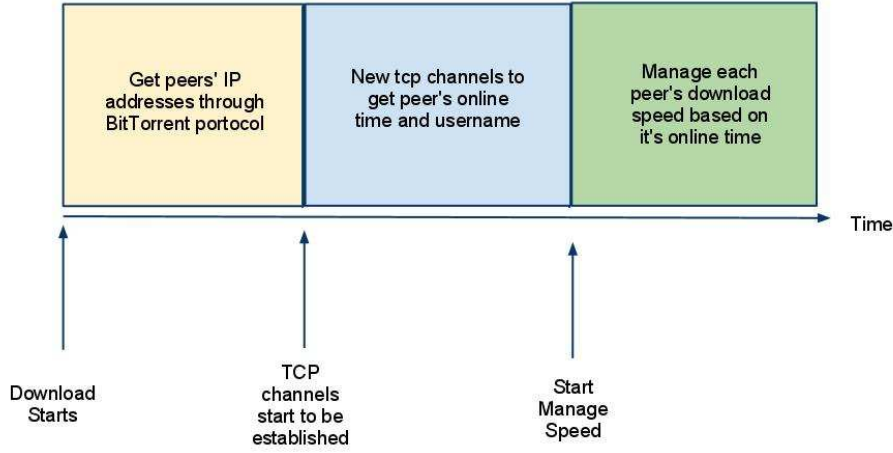 Get peers' IP
addresses through
BitTorrent portocol
New tcp channels to
get peer's online
time and username
Manage each
peer's download
speed based on
it's online time
Time
Download
Starts
TCP
channels
start to be
established
Start
Manage
Speed